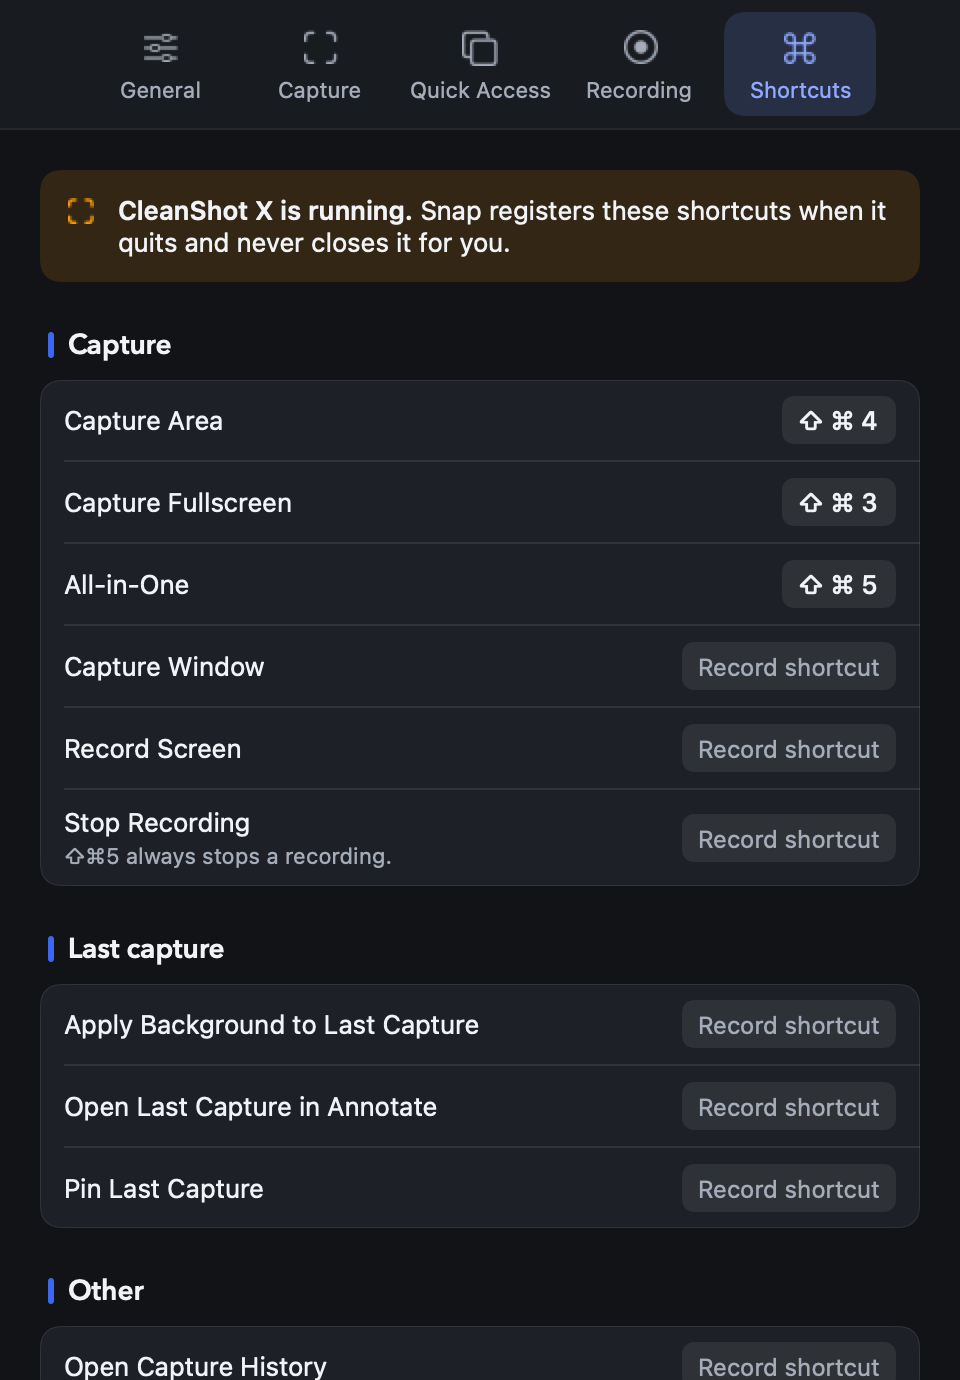 General
Capture
Quick Access
Recording
Shortcuts
CleanShot X is running. Snap registers these shortcuts when it
quits and never closes it for you.
Capture
Capture Area
⇧ ⌘ 4
Capture Fullscreen
⇧ ⌘ 3
All-in-One
⇧ ⌘ 5
Capture Window
Record shortcut
Record Screen
Record shortcut
Stop Recording
⇧⌘5 always stops a recording.
Record shortcut
Last capture
Apply Background to Last Capture
Record shortcut
Open Last Capture in Annotate
Record shortcut
Pin Last Capture
Record shortcut
Other
Open Capture History
Record shortcut